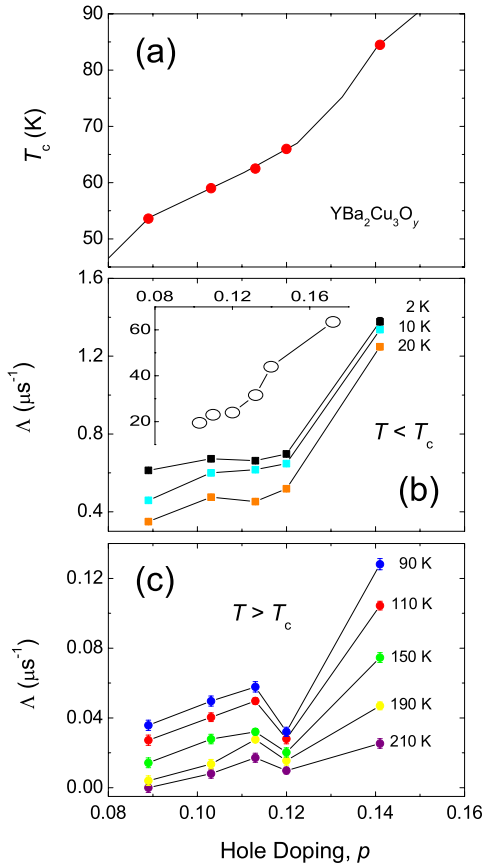 90
(a)
80
70
60
50
T_c (K)
YBa₂Cu₃O_y
1.6
0.08 0.12 0.16
2 K
10 K
20 K
60
40
20
1.2
0.8
0.4
Λ (μs⁻¹)
T < T_c
(b)
(c)
T > T_c
90 K
110 K
150 K
190 K
210 K
0.12
0.08
0.04
0.00
Λ (μs⁻¹)
0.08 0.10 0.12 0.14 0.16
Hole Doping, p